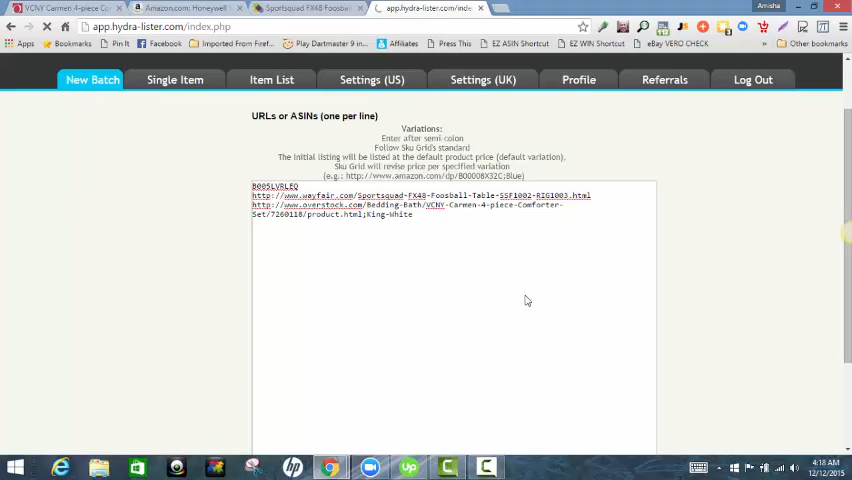 VCNY Carmen 4-piece Co
Amazon.com: Honeywell
Sportsquad FX48 Foosball
app.hydra-lister.com/inde
Amisha
app.hydra-lister.com/index.php
Apps
Bookmarks
Pin It
Facebook
Imported From Firef...
Play Dartmaster 9 in...
Affiliates
Press This
EZ ASIN Shortcut
EZ WIN Shortcut
eBay VERO CHECK
Other bookmarks
New Batch
Single Item
Item List
Settings (US)
Settings (UK)
Profile
Referrals
Log Out
URLs or ASINs (one per line)
Variations:
Enter after semi-colon
Follow Sku Grid's standard
The initial listing will be listed at the default product price (default variation),
Sku Grid will revise price per specified variation
(e.g.: http://www.amazon.com/dp/B00008X32C;Blue)
B005LVRLEQ
http://www.wayfair.com/Sportsquad-FX48-Foosball-Table-SSF1002-RIG1003.html
http://www.overstock.com/Bedding-Bath/VCNY-Carmen-4-piece-Comforter-
Set/7260118/product.html;King-White
4:18 AM
12/12/2015